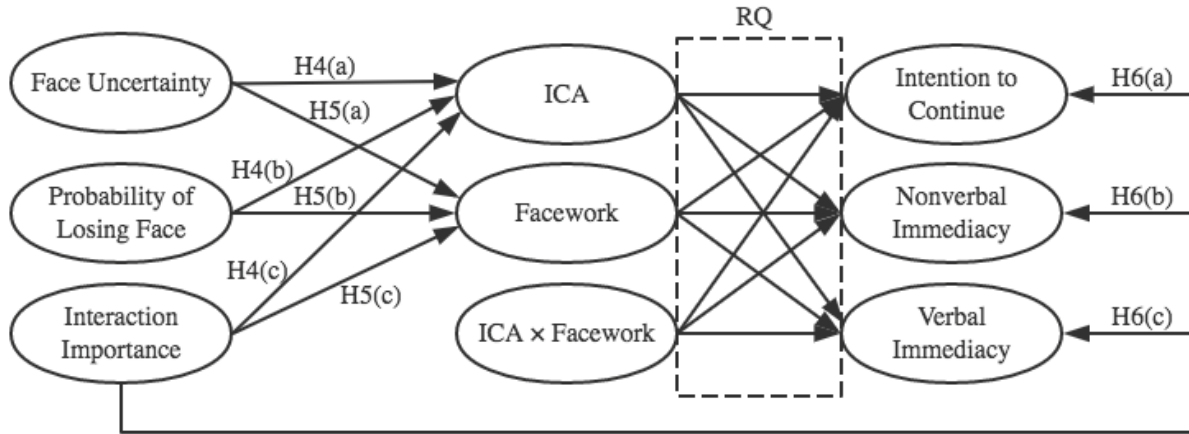 RQ
Face Uncertainty
H4(a)
ICA
Intention to
Continue
H6(a)
H5(a)
H4(b)
Probability of
Losing Face
H5(b)
Facework
Nonverbal
Immediacy
H6(b)
H4(c)
H5(c)
Interaction
Importance
ICA × Facework
Verbal
Immediacy
H6(c)